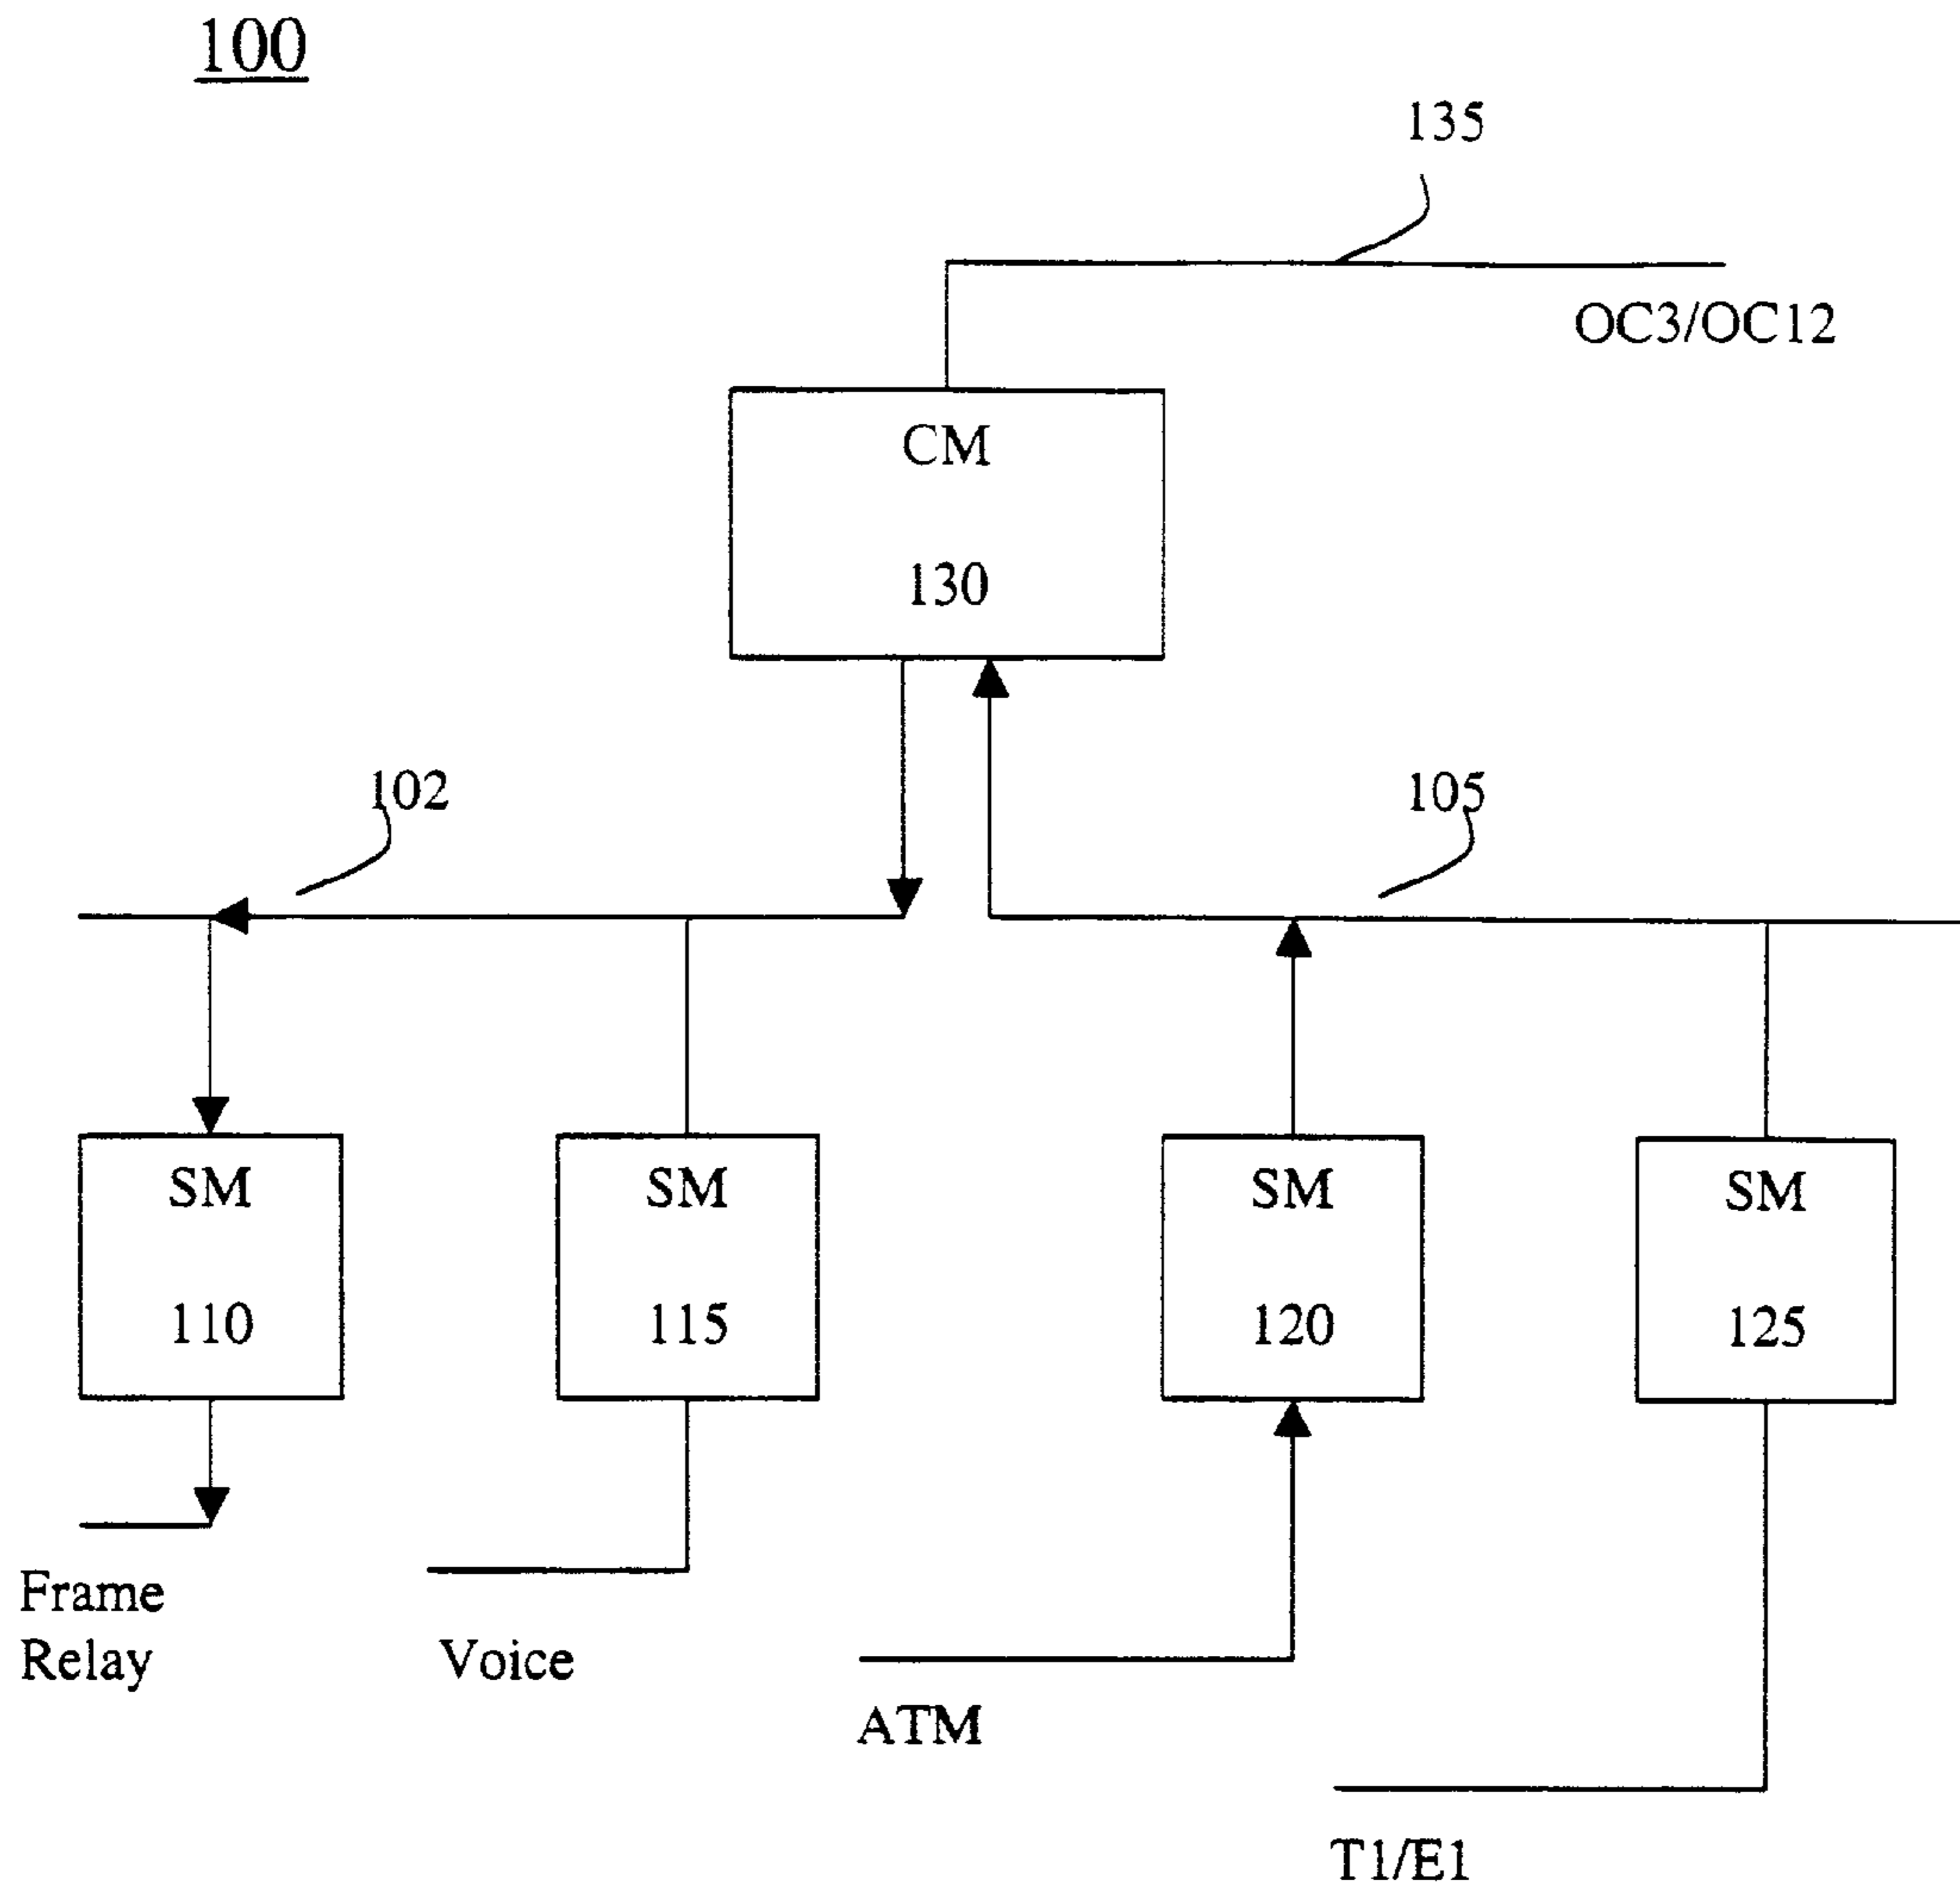 100
135
OC3/OC12
CM
130
102
105
SM
110
SM
115
SM
120
SM
125
Frame
Relay
Voice
ATM
T1/E1